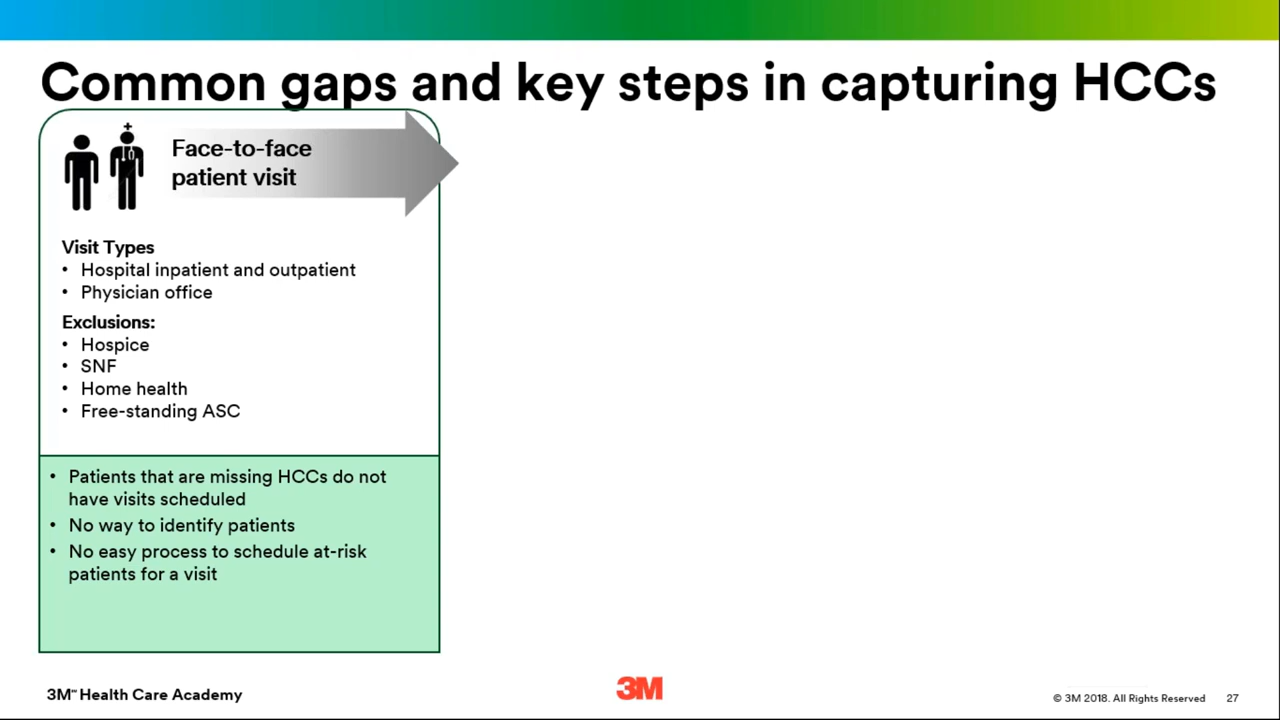 Common gaps and key steps in capturing HCCs
Face-to-face
patient visit
Visit Types
• Hospital inpatient and outpatient
• Physician office
Exclusions:
• Hospice
• SNF
• Home health
• Free-standing ASC
• Patients that are missing HCCs do not
have visits scheduled
• No way to identify patients
• No easy process to schedule at-risk
patients for a visit
3M™ Health Care Academy
3M
© 3M 2018. All Rights Reserved 27